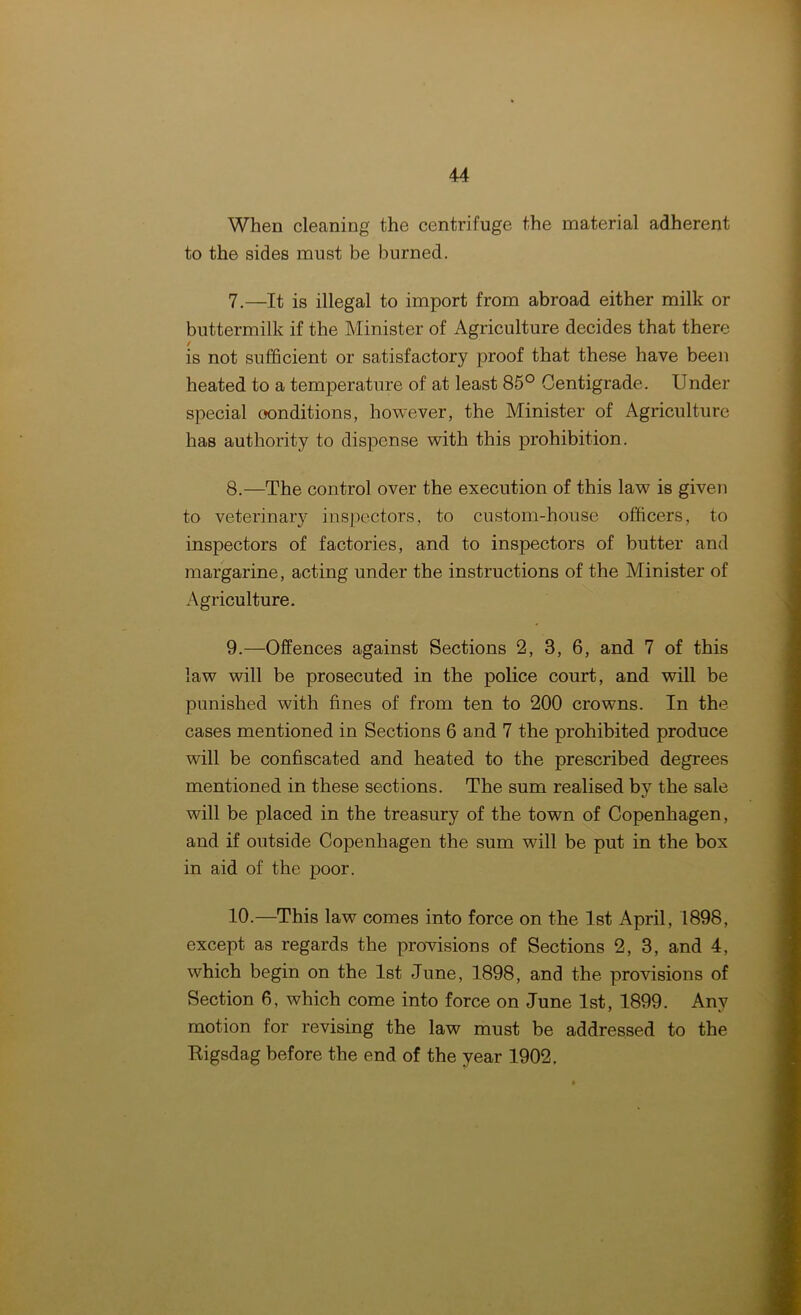 44
When cleaning the centrifuge the material adherent
to the sides must be burned.
7.—It is illegal to import from abroad either milk or
buttermilk if the Minister of Agriculture decides that there
is not sufficient or satisfactory proof that these have been
heated to a temperature of at least 85° Centigrade. Under
special conditions, however, the Minister of Agriculture
has authority to dispense with this prohibition.
8.—The control over the execution of this law is given
to veterinary inspectors, to custom-house officers, to
inspectors of factories, and to inspectors of butter and
margarine, acting under the instructions of the Minister of
Agriculture.
9.—Offences against Sections 2, 3, 6, and 7 of this
law will be prosecuted in the police court, and will be
punished with fines of from ten to 200 crowns. In the
cases mentioned in Sections 6 and 7 the prohibited produce
will be confiscated and heated to the prescribed degrees
mentioned in these sections. The sum realised by the sale
will be placed in the treasury of the town of Copenhagen,
and if outside Copenhagen the sum will be put in the box
in aid of the poor.
10.—This law comes into force on the 1st April, 1898,
except as regards the provisions of Sections 2, 3, and 4,
which begin on the 1st June, 1898, and the provisions of
Section 6, which come into force on June 1st, 1899. Any
motion for revising the law must be addressed to the
Rigsdag before the end of the year 1902.